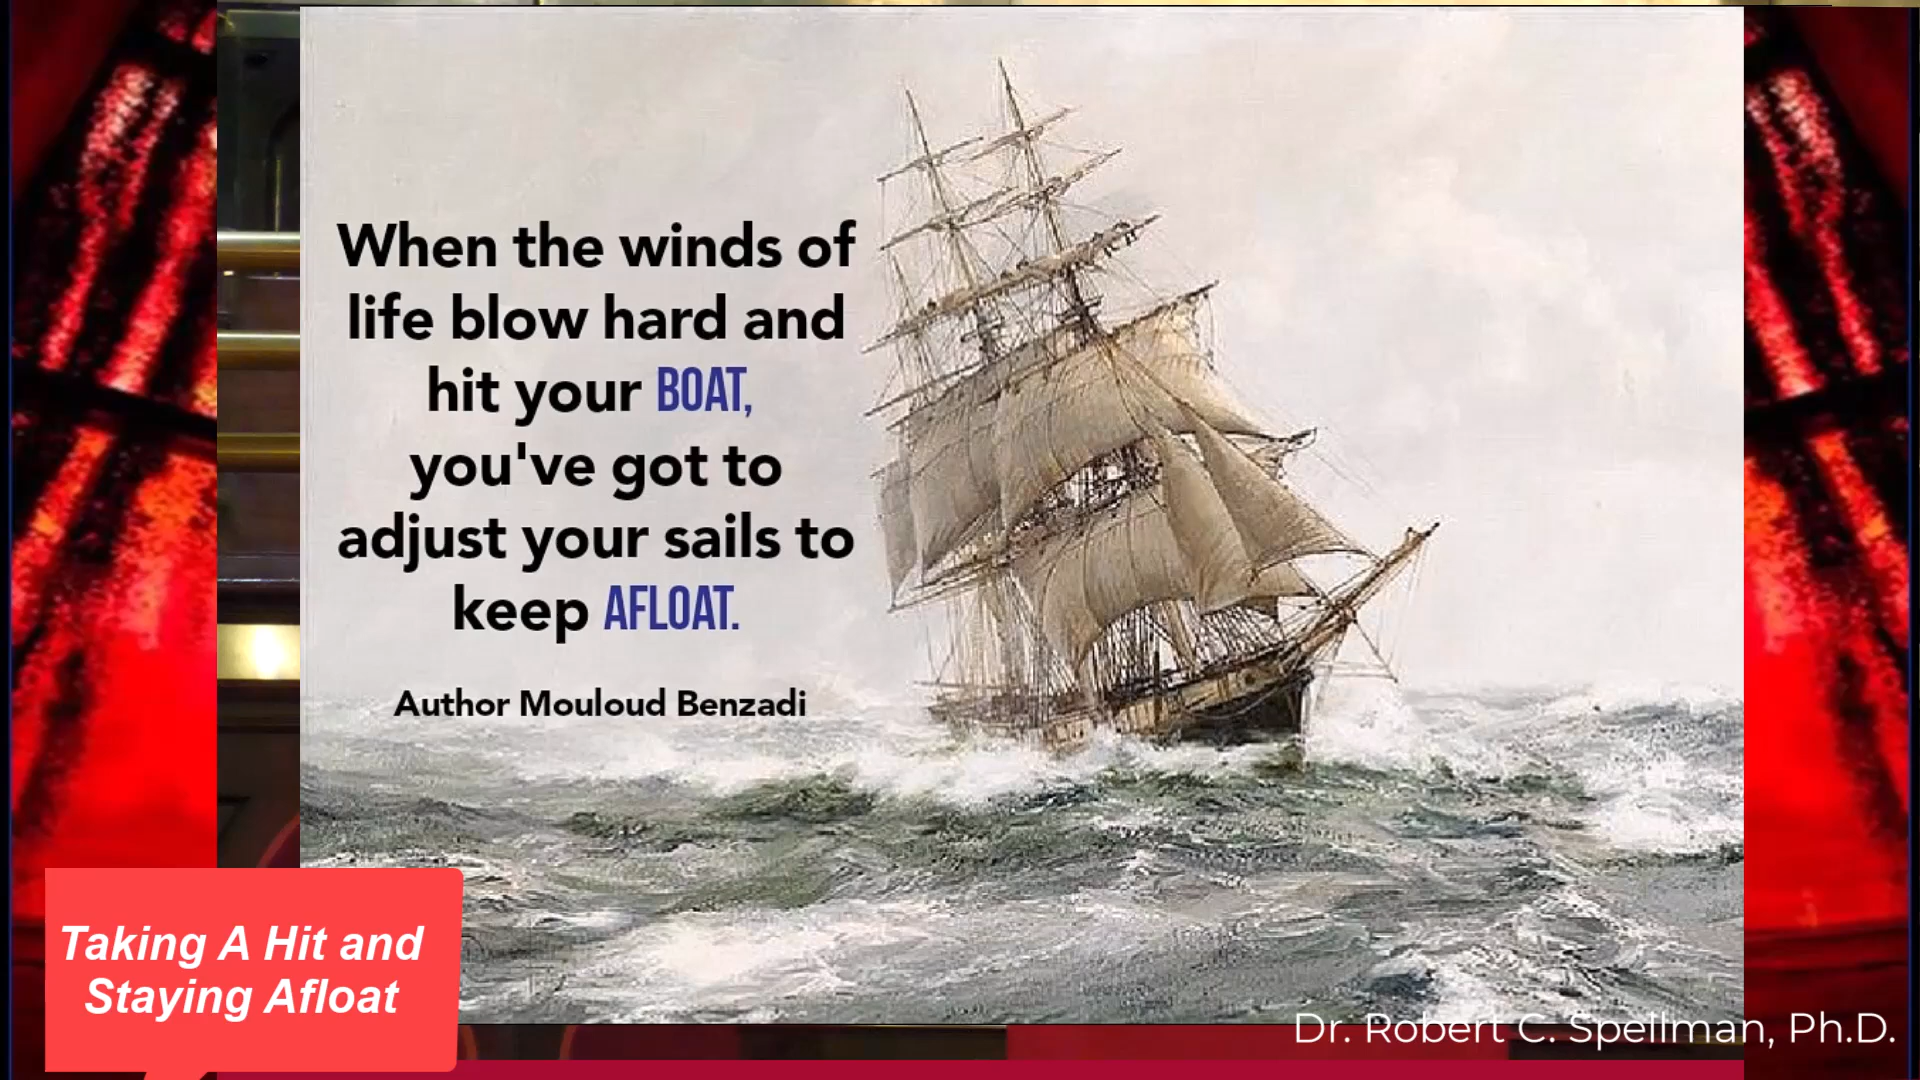 When the winds of
life blow hard and
hit your BOAT,
you've got to
adjust your sails to
keep AFLOAT.
Author Mouloud Benzadi
Taking A Hit and
Staying Afloat
Dr. Robert C. Spellman, Ph.D.